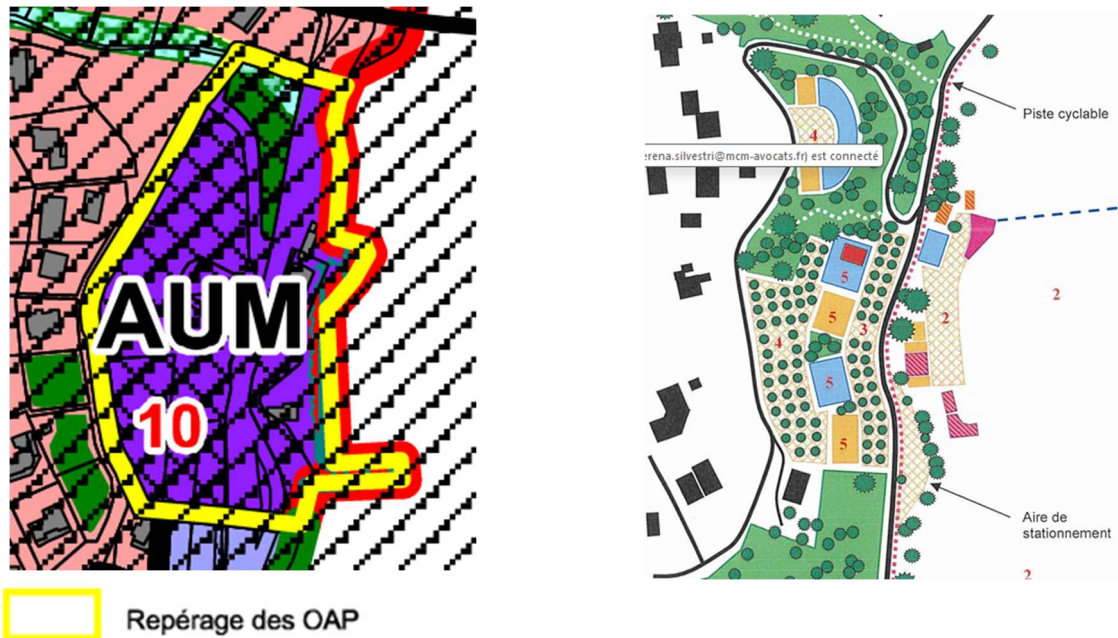 AUM
10
Repérage des OAP
Piste cyclable
4
erena.silvestri@mcm-avocats.fr) est connecté
5
2
2
5
3
4
5
5
Aire de
stationnement
2